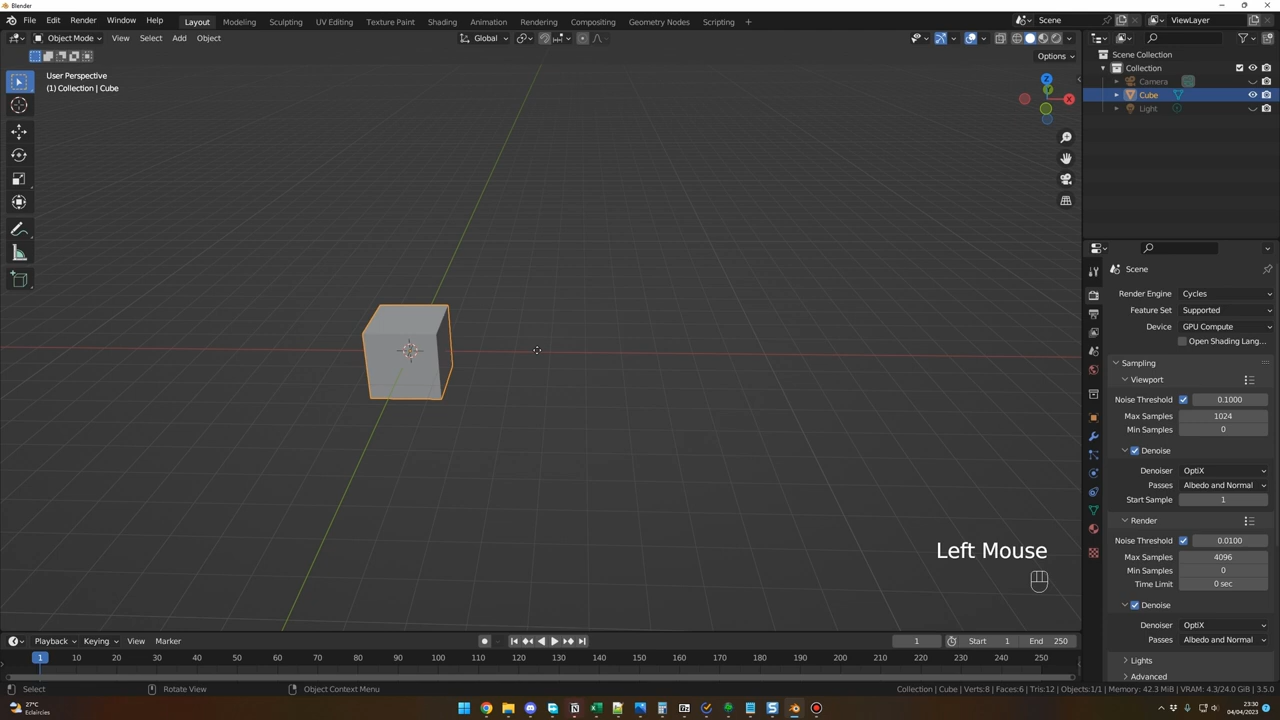 Blender
File Edit Render Window Help Layout Modeling Sculpting UV Editing Texture Paint Shading Animation Rendering Compositing Geometry Nodes Scripting + Scene ViewLayer
Object Mode View Select Add Object Global
Options
User Perspective
(1) Collection | Cube
Z
Y
X
Scene Collection
Collection
Camera
Cube
Light
Scene
Render Engine Cycles
Feature Set Supported
Device GPU Compute
Open Shading Lang...
Sampling
Viewport
Noise Threshold 0.1000
Max Samples 1024
Min Samples 0
Denoise
Denoiser OptiX
Passes Albedo and Normal
Start Sample 1
Render
Noise Threshold 0.0100
Max Samples 4096
Min Samples 0
Time Limit 0 sec
Denoise
Denoiser OptiX
Passes Albedo and Normal
Lights
Advanced
Left Mouse
Playback Keying View Marker 1 Start 1 End 250
1 10 20 30 40 50 60 70 80 90 100 110 120 130 140 150 160 170 180 190 200 210 220 230 240 250
Select Rotate View Object Context Menu Collection | Cube | Verts:8 | Faces:6 | Tris:12 | Objects:1/1 | Memory: 42.3 MiB | VRAM: 4.3/24.0 GiB | 3.5.0
27°C
Eclaircies
23:30
04/04/2023